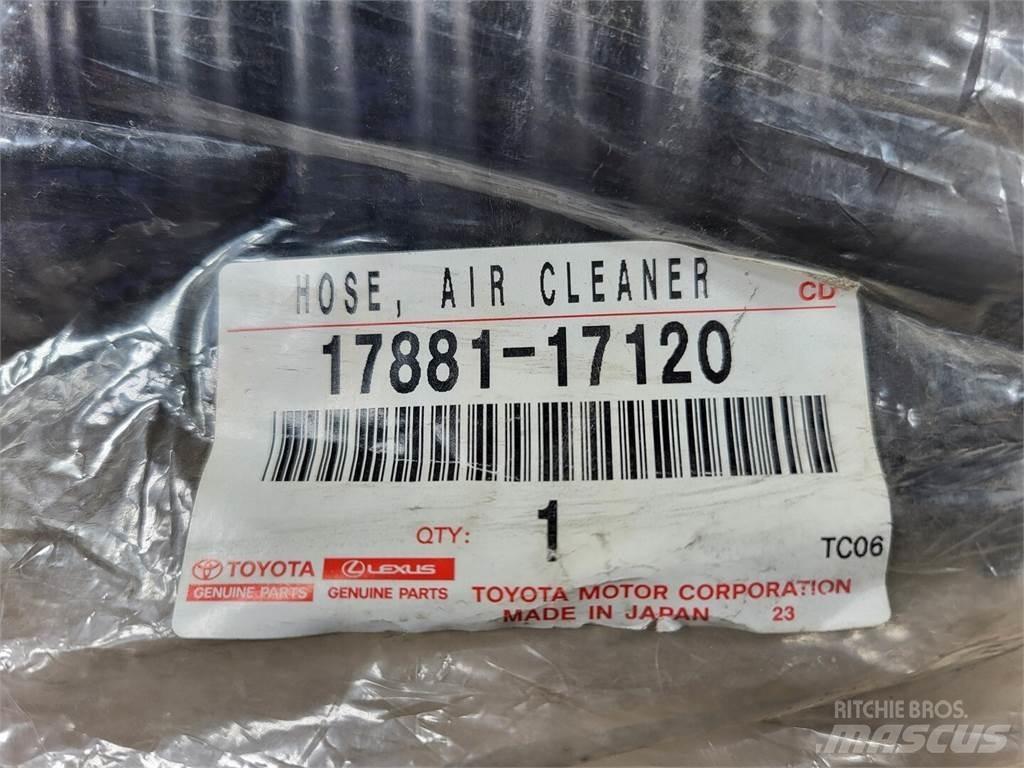 HOSE, AIR CLEANER CD
17881-17120
QTY: 1 TC06
TOYOTA LEXUS
GENUINE PARTS GENUINE PARTS
TOYOTA MOTOR CORPORATION
MADE IN JAPAN 23
RITCHIE BROS.
mascus